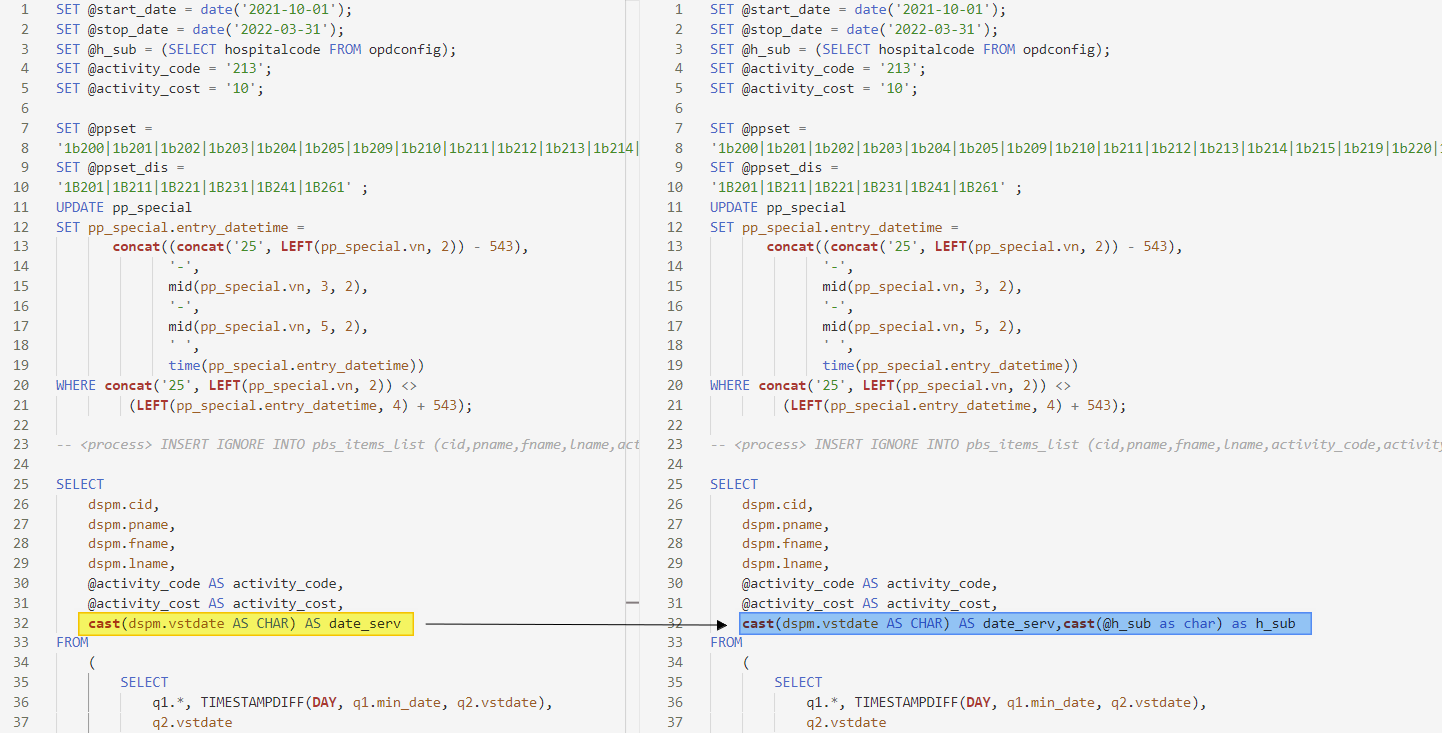 1 SET @start_date = date('2021-10-01');
2 SET @stop_date = date('2022-03-31');
3 SET @h_sub = (SELECT hospitalcode FROM opdconfig);
4 SET @activity_code = '213';
5 SET @activity_cost = '10';
6
7 SET @ppset =
8 '1b200|1b201|1b202|1b203|1b204|1b205|1b209|1b210|1b211|1b212|1b213|1b214|
9 SET @ppset_dis =
10 '1B201|1B211|1B221|1B231|1B241|1B261' ;
11 UPDATE pp_special
12 SET pp_special.entry_datetime =
13 concat((concat('25', LEFT(pp_special.vn, 2)) - 543),
14 '-',
15 mid(pp_special.vn, 3, 2),
16 '-',
17 mid(pp_special.vn, 5, 2),
18 ' ',
19 time(pp_special.entry_datetime))
20 WHERE concat('25', LEFT(pp_special.vn, 2)) <>
21 (LEFT(pp_special.entry_datetime, 4) + 543);
22
23 -- <process> INSERT IGNORE INTO pbs_items_list (cid,pname,fname,lname,act
24
25 SELECT
26 dspm.cid,
27 dspm.pname,
28 dspm.fname,
29 dspm.lname,
30 @activity_code AS activity_code,
31 @activity_cost AS activity_cost,
32 cast(dspm.vstdate AS CHAR) AS date_serv
33 FROM
34 (
35 SELECT
36 q1.*, TIMESTAMPDIFF(DAY, q1.min_date, q2.vstdate),
37 q2.vstdate
1 SET @start_date = date('2021-10-01');
2 SET @stop_date = date('2022-03-31');
3 SET @h_sub = (SELECT hospitalcode FROM opdconfig);
4 SET @activity_code = '213';
5 SET @activity_cost = '10';
6
7 SET @ppset =
8 '1b200|1b201|1b202|1b203|1b204|1b205|1b209|1b210|1b211|1b212|1b213|1b214|1b215|1b219|1b220|
9 SET @ppset_dis =
10 '1B201|1B211|1B221|1B231|1B241|1B261' ;
11 UPDATE pp_special
12 SET pp_special.entry_datetime =
13 concat((concat('25', LEFT(pp_special.vn, 2)) - 543),
14 '-',
15 mid(pp_special.vn, 3, 2),
16 '-',
17 mid(pp_special.vn, 5, 2),
18 ' ',
19 time(pp_special.entry_datetime))
20 WHERE concat('25', LEFT(pp_special.vn, 2)) <>
21 (LEFT(pp_special.entry_datetime, 4) + 543);
22
23 -- <process> INSERT IGNORE INTO pbs_items_list (cid,pname,fname,lname,activity_code,activity
24
25 SELECT
26 dspm.cid,
27 dspm.pname,
28 dspm.fname,
29 dspm.lname,
30 @activity_code AS activity_code,
31 @activity_cost AS activity_cost,
32 cast(dspm.vstdate AS CHAR) AS date_serv,cast(@h_sub as char) as h_sub
33 FROM
34 (
35 SELECT
36 q1.*, TIMESTAMPDIFF(DAY, q1.min_date, q2.vstdate),
37 q2.vstdate